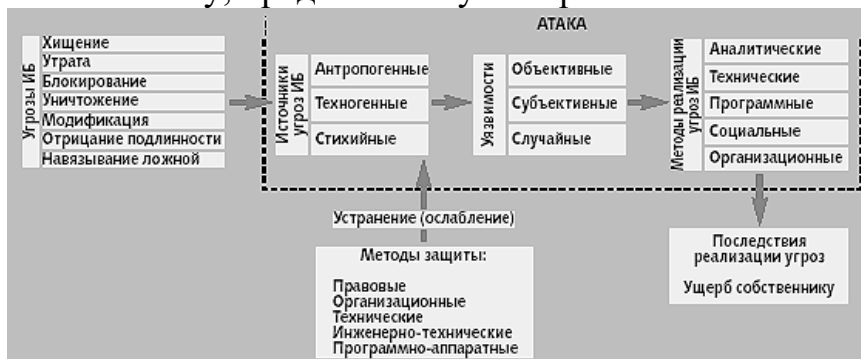 АТАКА
Угрозы ИБ
Хищение
Утрата
Блокирование
Уничтожение
Модификация
Отрицание подлинности
Навязывание ложной
Источники
угроз ИБ
Антропогенные
Техногенные
Стихийные
Уязвимости
Объективные
Субъективные
Случайные
Методы реализации
угроз ИБ
Аналитические
Технические
Программные
Социальные
Организационные
Устранение (ослабление)
Методы защиты:
Правовые
Организационные
Технические
Инженерно-технические
Программно-аппаратные
Последствия
реализации угроз
Ущерб собственнику